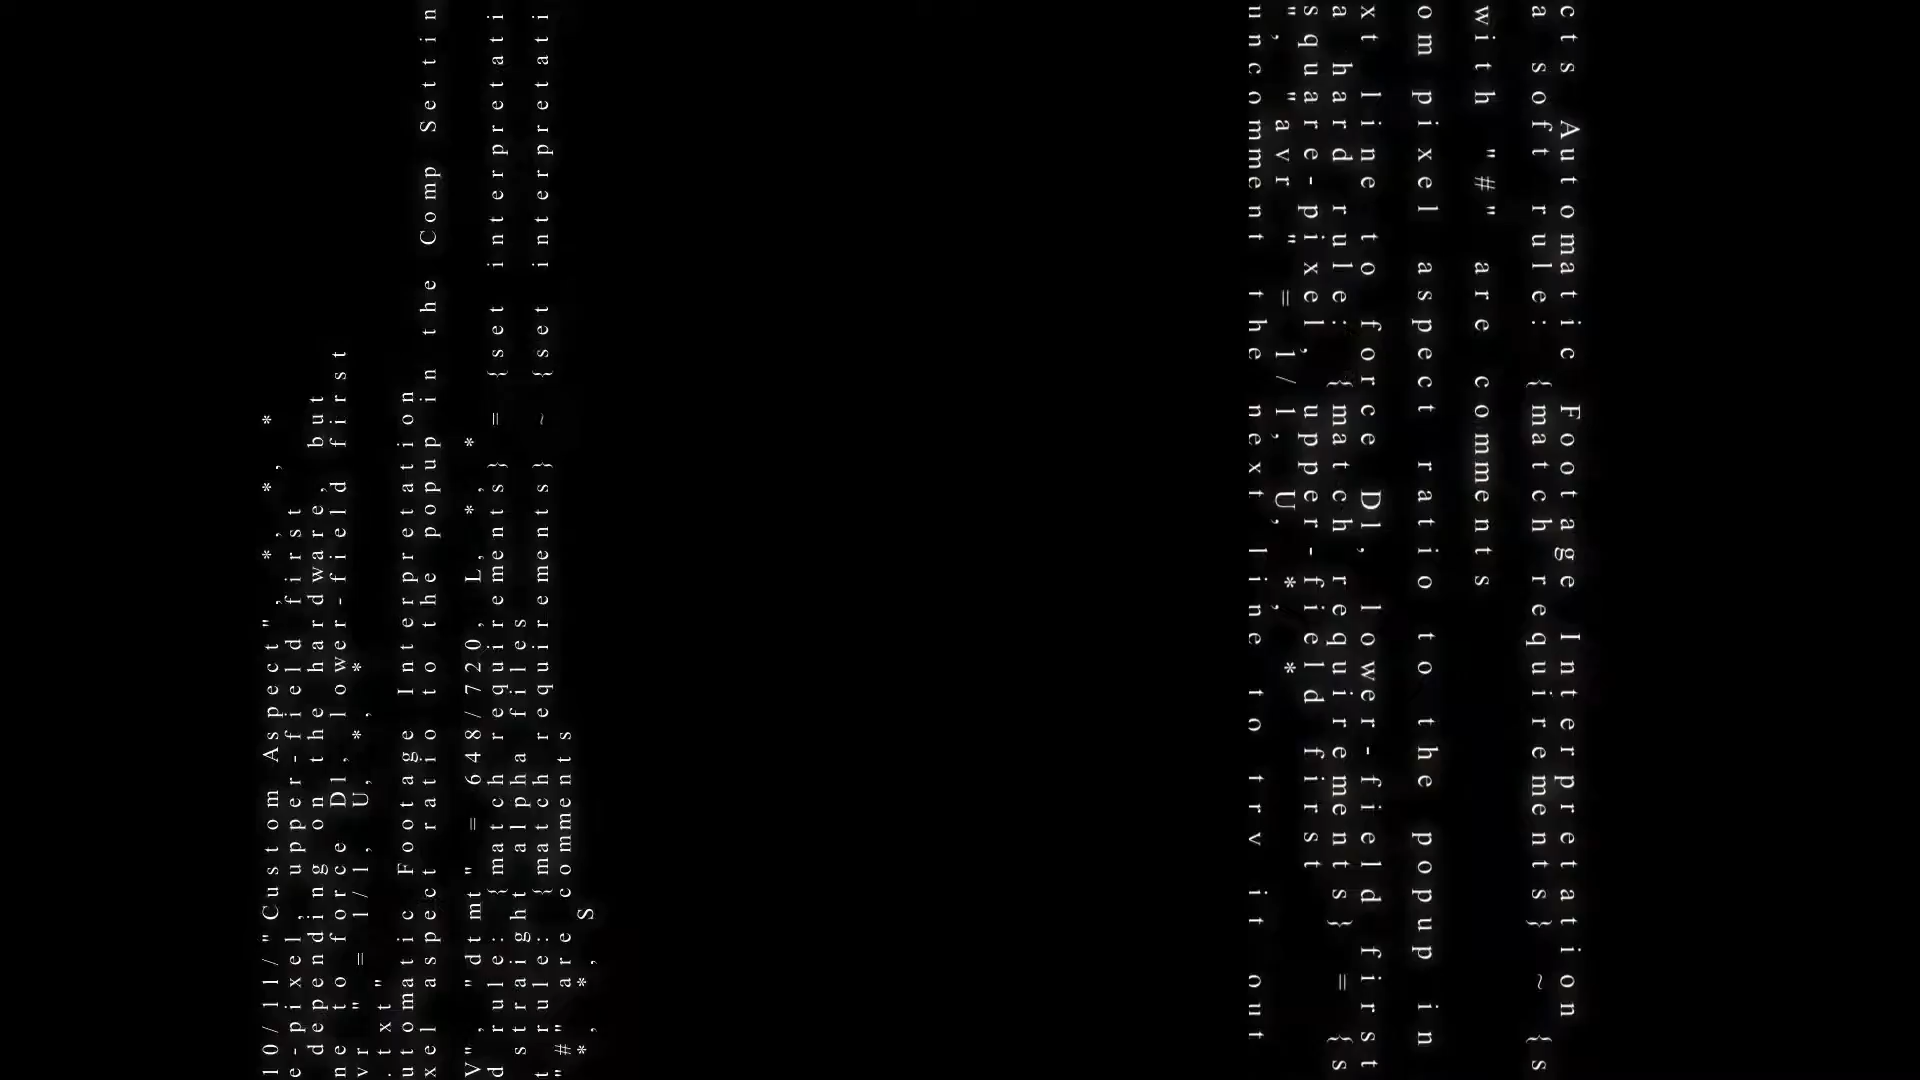 10/11/"Custom Aspect", *, *, *
e-pixel, upper-field first
depending on the hardware, but
ne to force D1, lower-field first
vr " = 1/1, U, *, *
.txt"
utomatic Footage Interpretation
xel aspect ratio to the popup in the Comp Settin
V", "dtmt" = 648/720, L, *, *
d rule: {match requirements} = {set interpretati
straight alpha files
t rule: {match requirements} ~ {set interpretati
"#" are comments
*, *, S
cts Automatic Footage Interpretation
a soft rule: {match requirements} ~ {s
with "#" are comments
om pixel aspect ratio to the popup in
xt line to force D1, lower-field first
a hard rule: {match requirements} = {s
square-pixel, upper-field first
", "avr " = 1/1, U, *, *
uncomment the next line to try it out